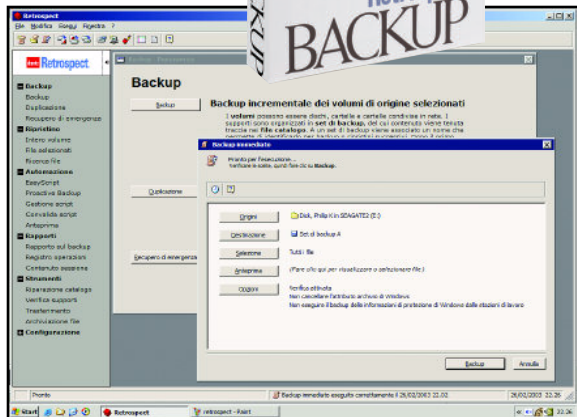 Retrospect
File Modifica Esegui Finestra ?
retrospect
BACKUP
BACKUP
Retrospect
Backup
Backup
Duplicazione
Recupero di emergenza
Ripristino
Intero volume
File selezionati
Ricerca file
Automazione
EasyScript
Proactive Backup
Gestione script
Convalida script
Anteprima
Rapporti
Rapporto sul backup
Registro operazioni
Contenuto sessione
Strumenti
Riparazione catalogo
Verifica supporti
Trasferimento
Archiviazione file
Configurazione
Backup
Backup
Backup incrementale dei volumi di origine selezionati
I volumi possono essere dischi, cartelle e cartelle condivise in rete. I
supporti sono organizzati in set di backup, del cui contenuto viene tenuta
traccia nei file catalogo. A un set di backup viene associato un nome che
Duplicazione
Recupero di emergenza
Backup immediato
Pronto per l'esecuzione...
Verificare le scelte, quindi fare clic su Backup.
Origini
Disk, Philip K in SEAGATE2 (E:)
Destinazione
Set di backup A
Selezione
Tutti i file
Anteprima
(Fare clic qui per visualizzare o selezionare file.)
Opzioni
Verifica attivata
Non cancellare l'attributo archivio di Windows
Non eseguire il backup delle informazioni di protezione di Windows dalle stazioni di lavoro
Backup
Annulla
Pronto
Backup immediato eseguito correttamente il 26/02/2003 22.02
26/02/2003 22.26
Start
Retrospect
retrospect - Paint
22.26